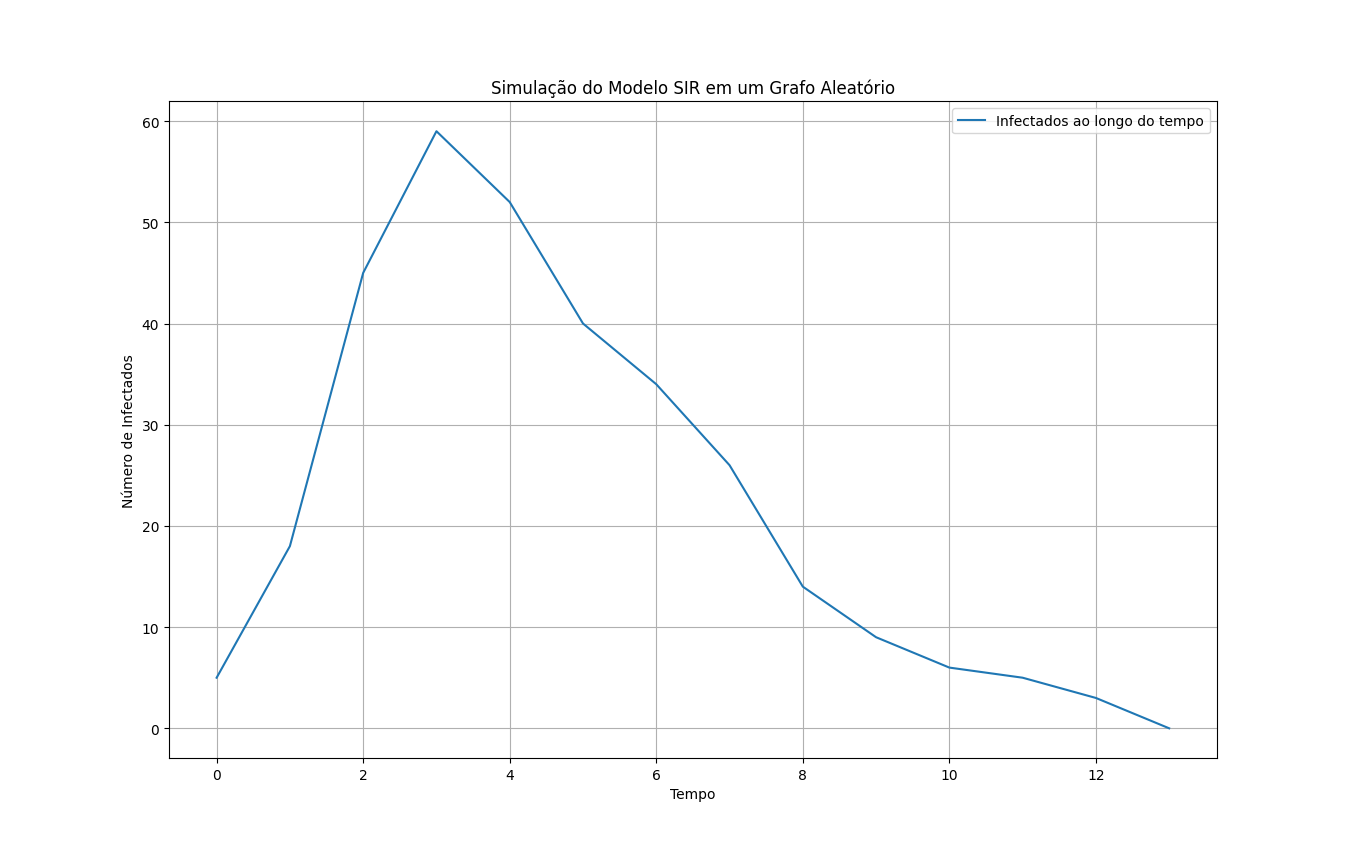 Simulação do Modelo SIR em um Grafo Aleatório
Infectados ao longo do tempo
Número de Infectados
60
50
40
30
20
10
0
0 2 4 6 8 10 12
Tempo